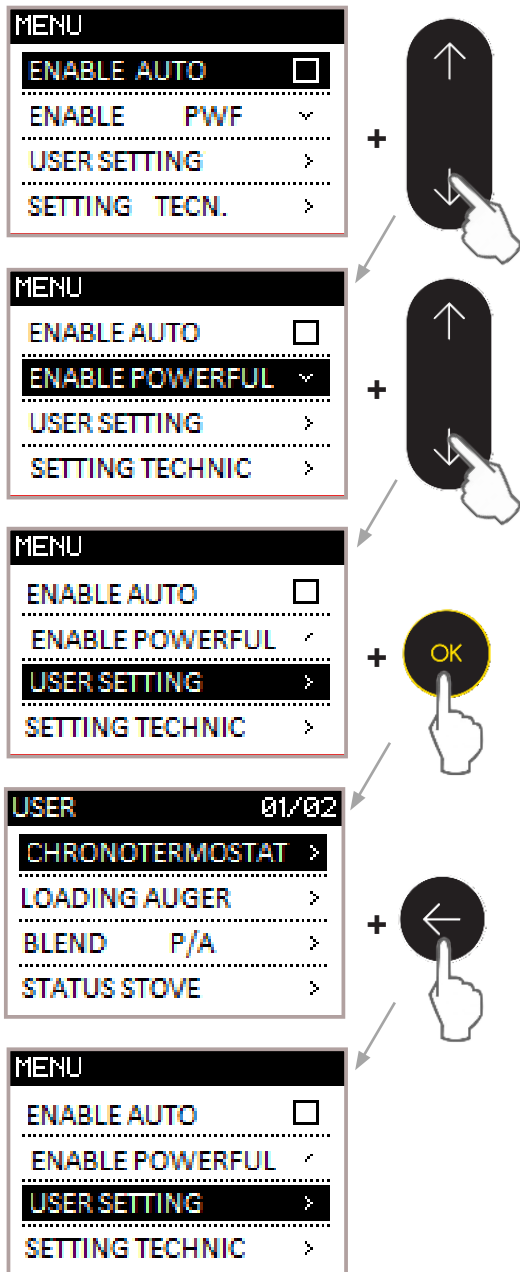 MENU
ENABLE AUTO
ENABLE PWF
USER SETTING >
SETTING TECN. >
+
MENU
ENABLE AUTO
ENABLE POWERFUL
USER SETTING >
SETTING TECHNIC >
+
MENU
ENABLE AUTO
ENABLE POWERFUL
USER SETTING >
SETTING TECHNIC >
+
OK
USER 01/02
CHRONOTERMOSTAT >
LOADING AUGER >
BLEND P/A >
STATUS STOVE >
+
MENU
ENABLE AUTO
ENABLE POWERFUL
USER SETTING >
SETTING TECHNIC >